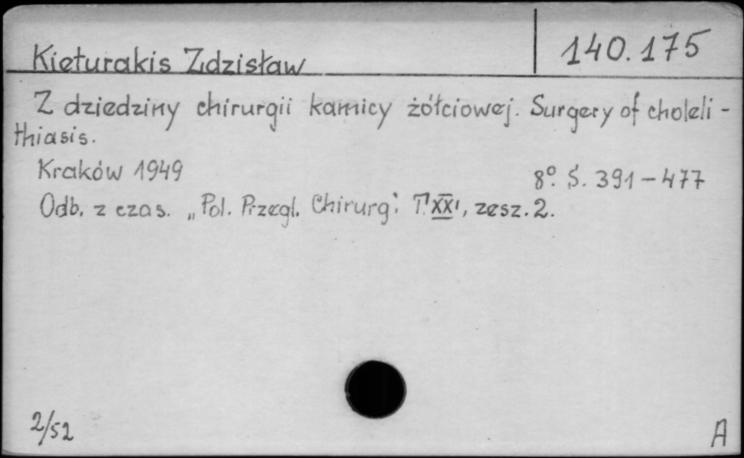 Kieturakis Zdzisław 140.175
Z dziedziny chirurgii kamicy żółciowej. Surgery of choleli-
thiasis.
Kraków 1949 8° S. 391-477
Odb. z czas. „Pol. Przegl. Chirurg". T. XXI, zesz. 2.
2/52 A